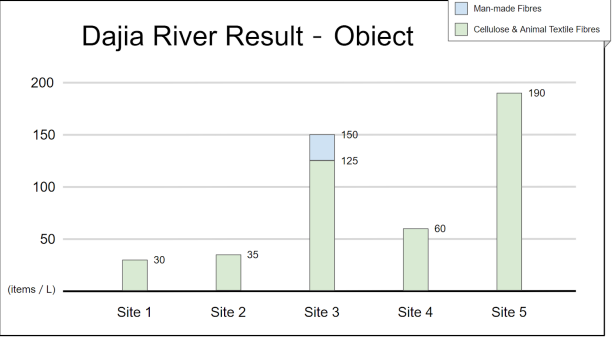 Man-made Fibres
Cellulose & Animal Textile Fibres
Dajia River Result - Obiect
200
150
100
50
(items / L)
30
35
150
125
60
190
Site 1
Site 2
Site 3
Site 4
Site 5